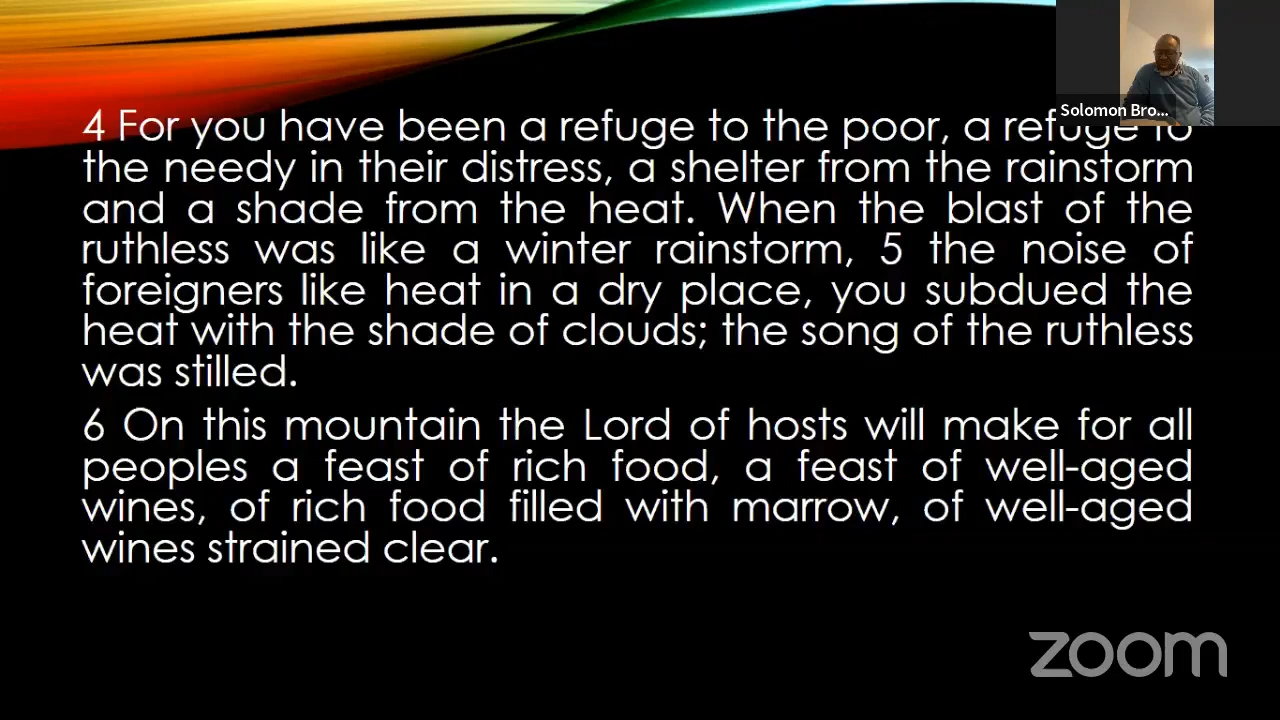 Solomon Bro...
4 For you have been a refuge to the poor, a refuge to
the needy in their distress, a shelter from the rainstorm
and a shade from the heat. When the blast of the
ruthless was like a winter rainstorm, 5 the noise of
foreigners like heat in a dry place, you subdued the
heat with the shade of clouds; the song of the ruthless
was stilled.
6 On this mountain the Lord of hosts will make for all
peoples a feast of rich food, a feast of well-aged
wines, of rich food filled with marrow, of well-aged
wines strained clear.
zoom